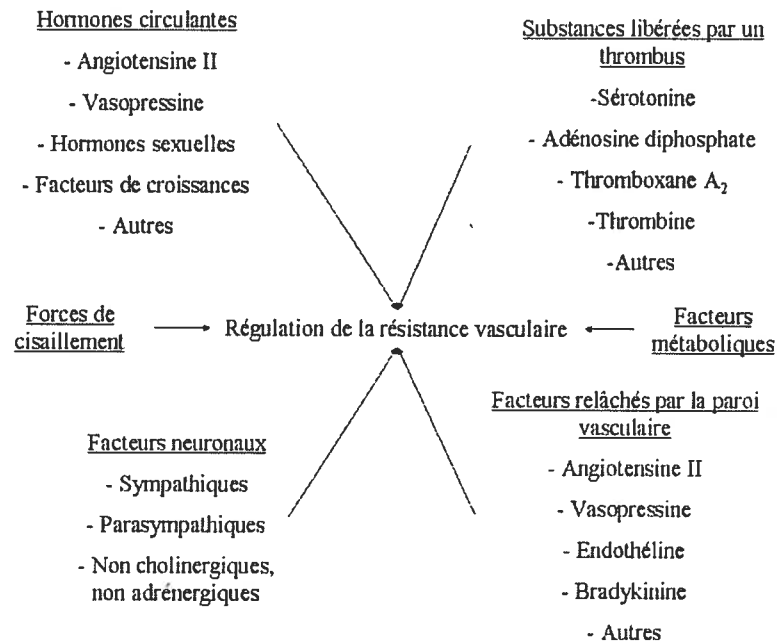 Hormones circulantes
- Angiotensine II
- Vasopressine
- Hormones sexuelles
- Facteurs de croissances
- Autres
Substances libérées par un
thrombus
-Sérotonine
- Adénosine diphosphate
- Thromboxane A₂
-Thrombine
-Autres
Forces de
cisaillement
Régulation de la résistance vasculaire
Facteurs
métaboliques
Facteurs neuronaux
- Sympathiques
- Parasympathiques
- Non cholinergiques,
non adrénergiques
Facteurs relâchés par la paroi
vasculaire
- Angiotensine II
- Vasopressine
- Endothéline
- Bradykinine
- Autres